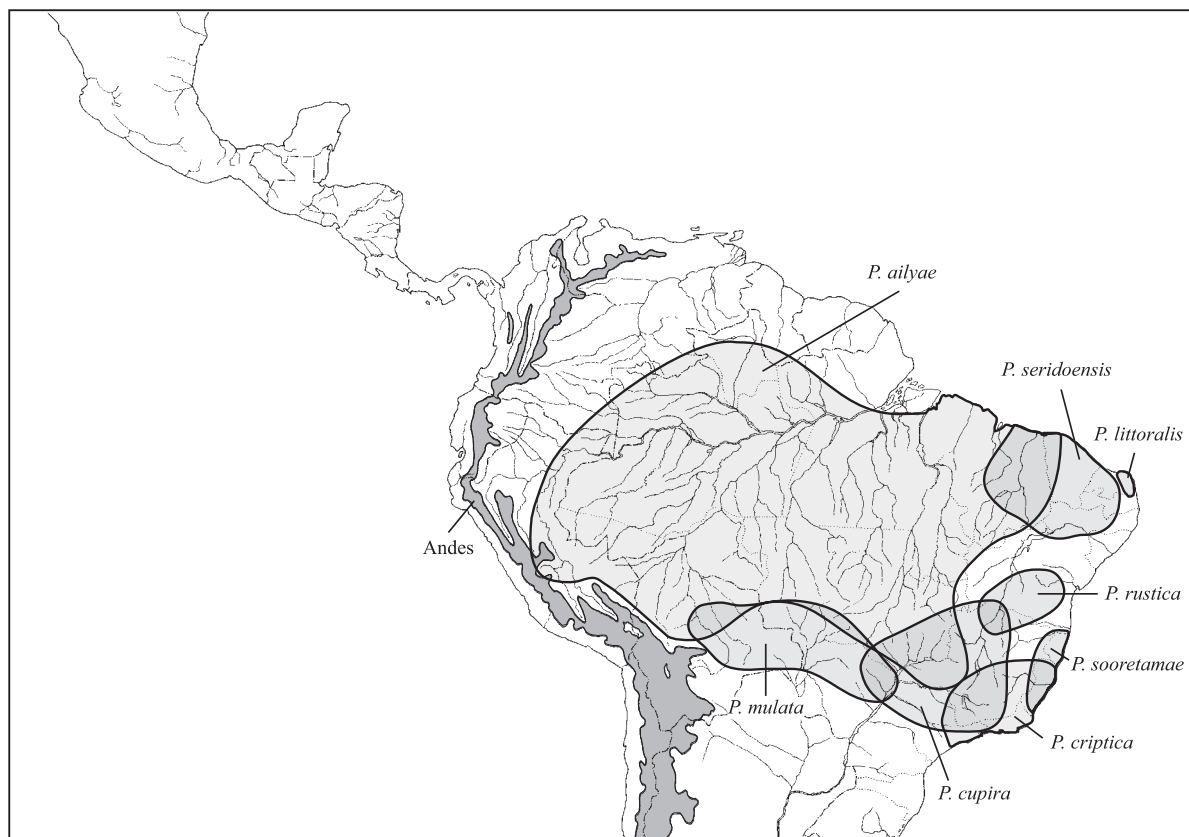 P. ailyae
P. seridoensis
P. littoralis
Andes
P. rustica
P. sooretamae
P. mulata
P. criptica
P. cupira